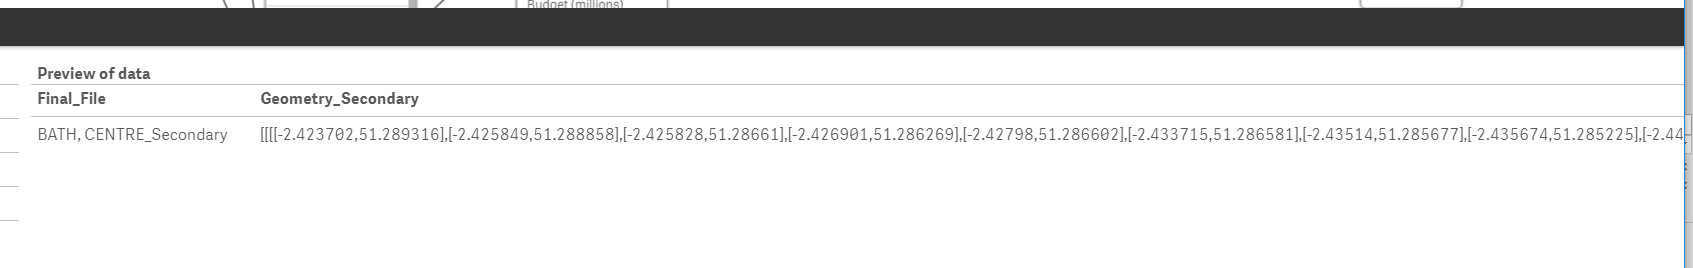 Budget (millions)
Preview of data
Final_File Geometry_Secondary
BATH, CENTRE_Secondary [[[[-2.423702,51.289316],[-2.425849,51.288858],[-2.425828,51.28661],[-2.426901,51.286269],[-2.42798,51.286602],[-2.433715,51.286581],[-2.43514,51.285677],[-2.435674,51.285225],[-2.44